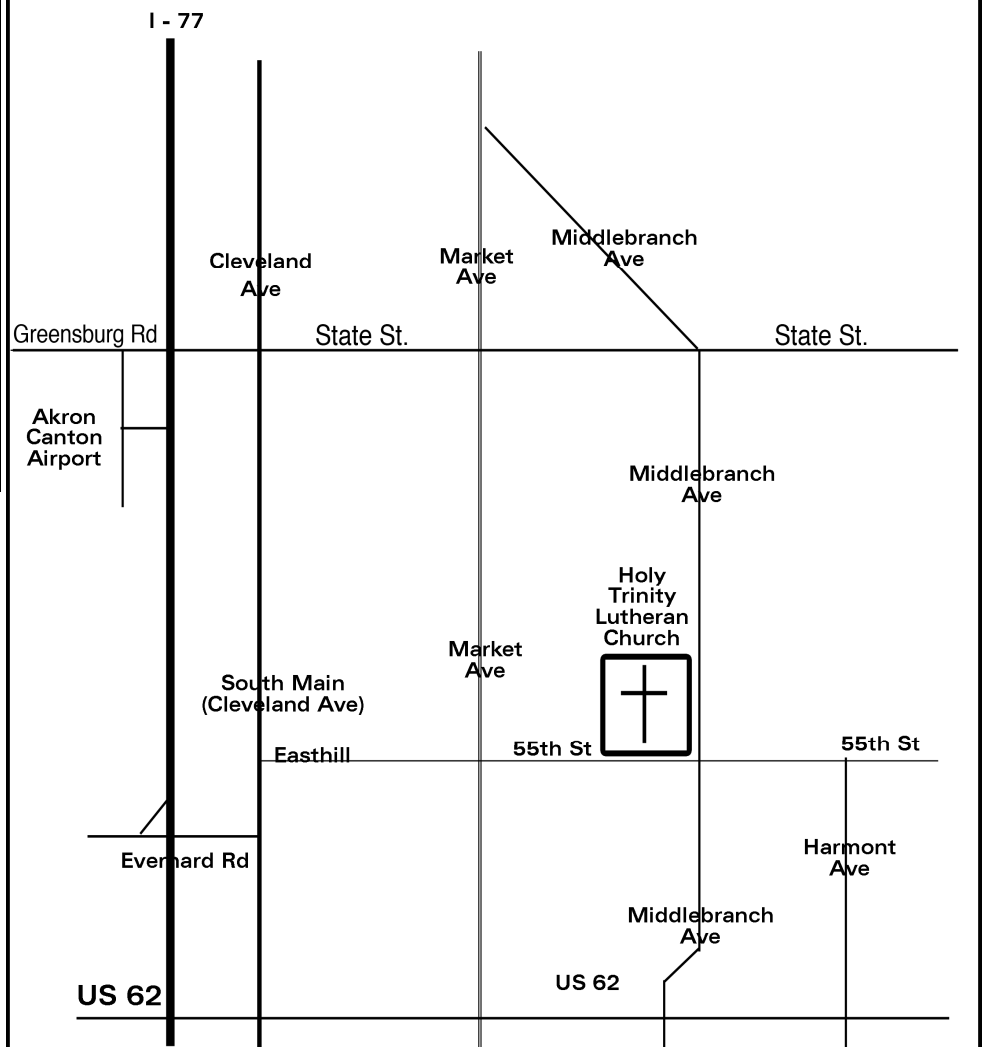 I - 77
Middlebranch
Ave
Market
Ave
Cleveland
Ave
Greensburg Rd
State St.
State St.
Akron
Canton
Airport
Middlebranch
Ave
Holy
Trinity
Lutheran
Church
Market
Ave
South Main
(Cleveland Ave)
Easthill
55th St
55th St
Everhard Rd
Harmont
Ave
Middlebranch
Ave
US 62
US 62